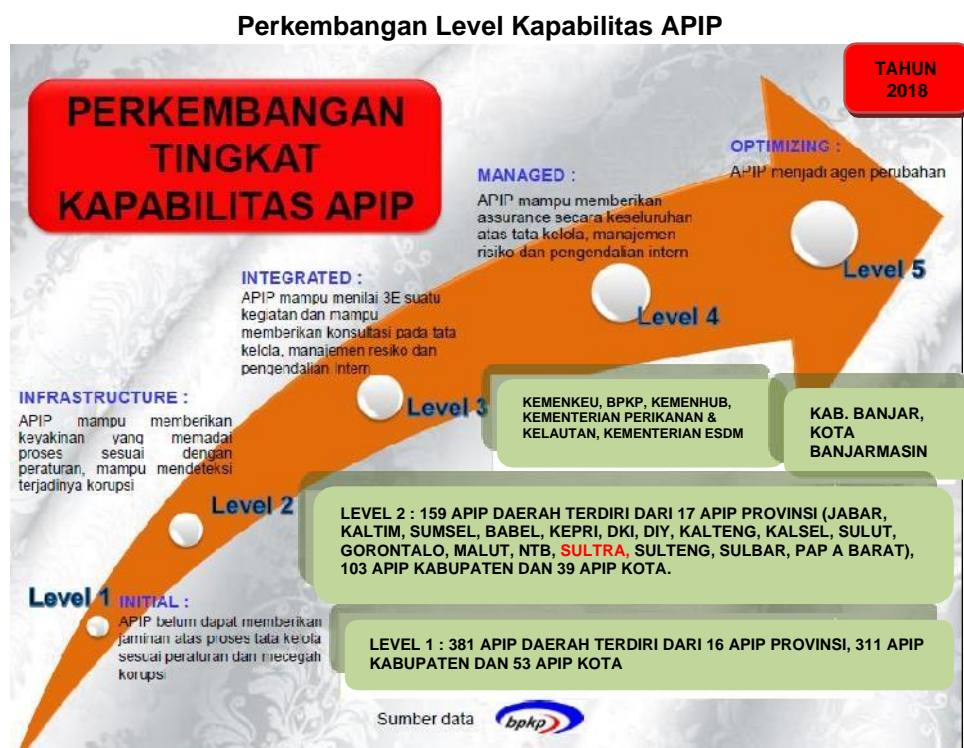 Perkembangan Level Kapabilitas APIP
TAHUN
2018
PERKEMBANGAN
TINGKAT
KAPABILITAS APIP
OPTIMIZING :
APIP menjadi agen perubahan
Level 5
MANAGED :
APIP mampu memberikan
assurance secara keseluruhan
atas tata kelola, manajemen
risiko dan pengendalian intern
Level 4
INTEGRATED :
APIP mampu menilai 3E suatu
kegiatan dan mampu
memberikan konsultasi pada tata
kelola, manajemen resiko dan
pengendalian intern
Level 3
KEMENKEU, BPKP, KEMENHUB,
KEMENTERIAN PERIKANAN &
KELAUTAN, KEMENTERIAN ESDM
KAB. BANJAR,
KOTA
BANJARMASIN
INFRASTRUCTURE :
APIP mampu memberikan
keyakinan yang memadai
proses sesuai dengan
peraturan, mampu mendeteksi
terjadinya korupsi
Level 2
LEVEL 2 : 159 APIP DAERAH TERDIRI DARI 17 APIP PROVINSI (JABAR,
KALTIM, SUMSEL, BABEL, KEPRI, DKI, DIY, KALTENG, KALSEL, SULUT,
GORONTALO, MALUT, NTB, SULTRA, SULTENG, SULBAR, PAP A BARAT),
103 APIP KABUPATEN DAN 39 APIP KOTA.
Level 1
INITIAL :
APIP belum dapat memberikan
jaminan atas proses tata kelola
sesuai peraturan dan mecegah
korupsi
LEVEL 1 : 381 APIP DAERAH TERDIRI DARI 16 APIP PROVINSI, 311 APIP
KABUPATEN DAN 53 APIP KOTA
Sumber data
bpkp